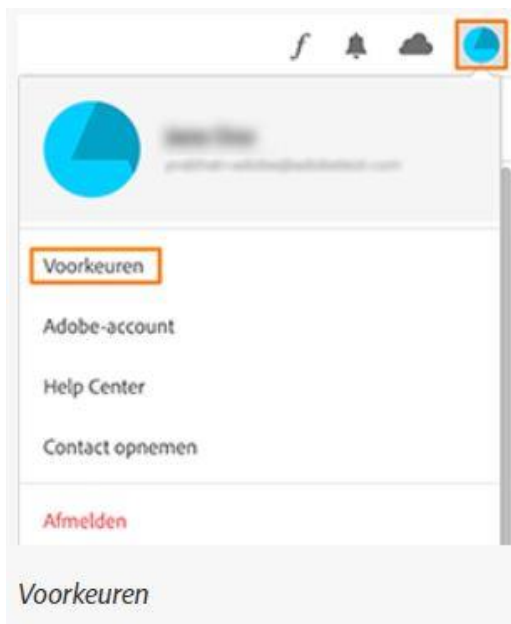 f
Voorkeuren
Adobe-account
Help Center
Contact opnemen
Afmelden
Voorkeuren